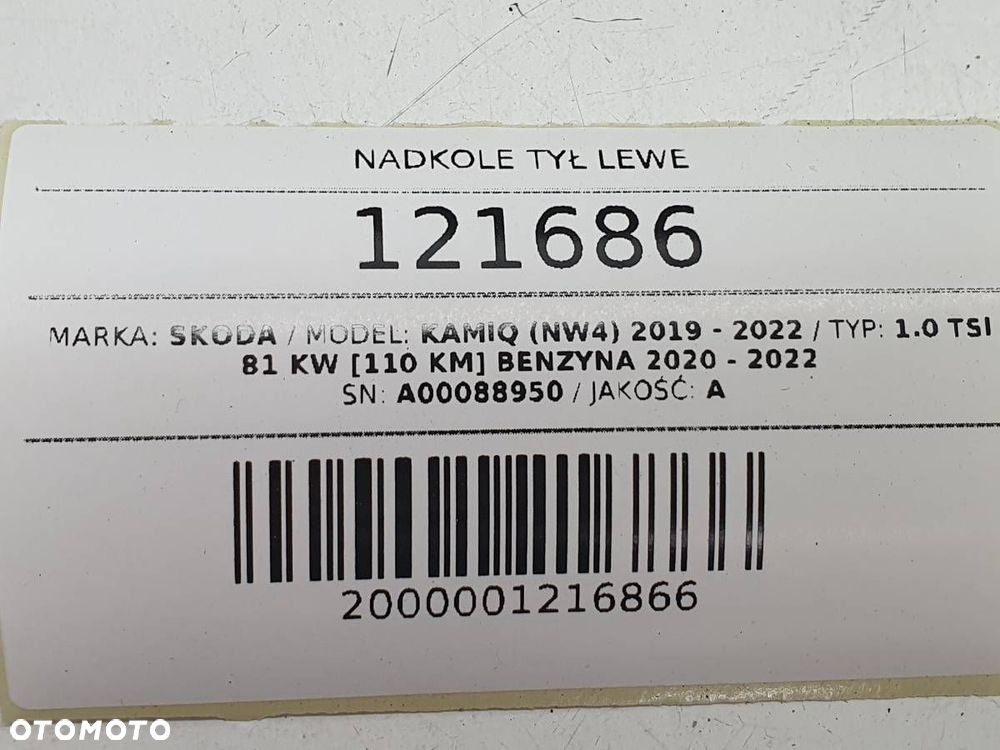 NADKOLE TYŁ LEWE
121686
MARKA: SKODA / MODEL: KAMIQ (NW4) 2019 - 2022 / TYP: 1.0 TSI
81 KW [110 KM] BENZYNA 2020 - 2022
SN: A00088950 / JAKOŚĆ: A
2000001216866
OTOMOTO